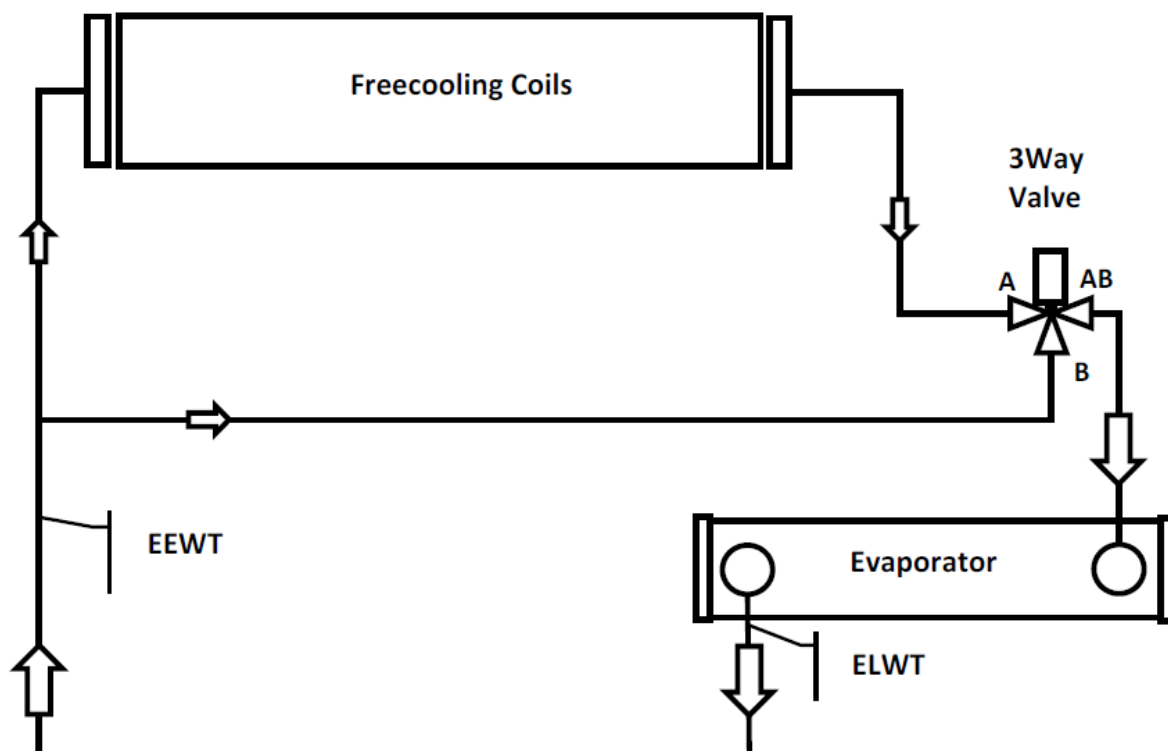 Freecooling Coils
3Way
Valve
A
AB
B
EEWT
Evaporator
ELWT